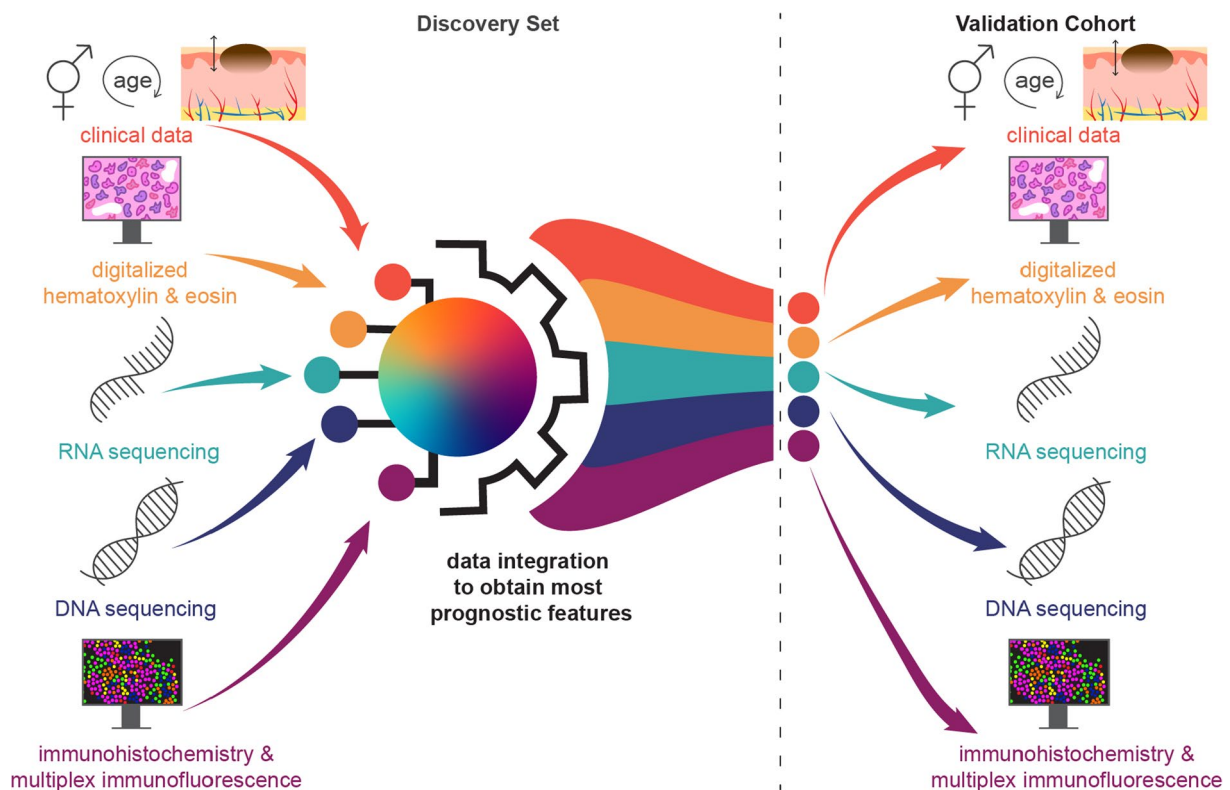 Discovery Set
Validation Cohort
age
clinical data
digitalized
hematoxylin & eosin
RNA sequencing
DNA sequencing
immunohistochemistry &
multiplex immunofluorescence
data integration
to obtain most
prognostic features
age
clinical data
digitalized
hematoxylin & eosin
RNA sequencing
DNA sequencing
immunohistochemistry &
multiplex immunofluorescence